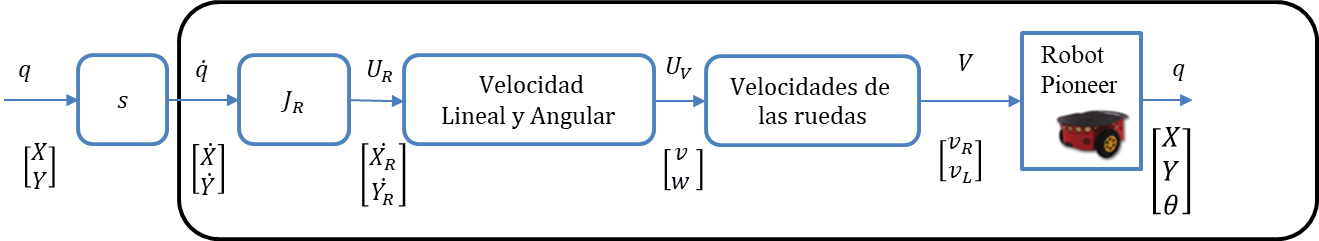 q
[X
Y]
s
q̇
[Ẋ
Ẏ]
J_R
U_R
[Ẋ_R
Ẏ_R]
Velocidad
Lineal y Angular
U_V
[v
w]
Velocidades de
las ruedas
V
[v_R
v_L]
Robot
Pioneer
q
[X
Y
θ]